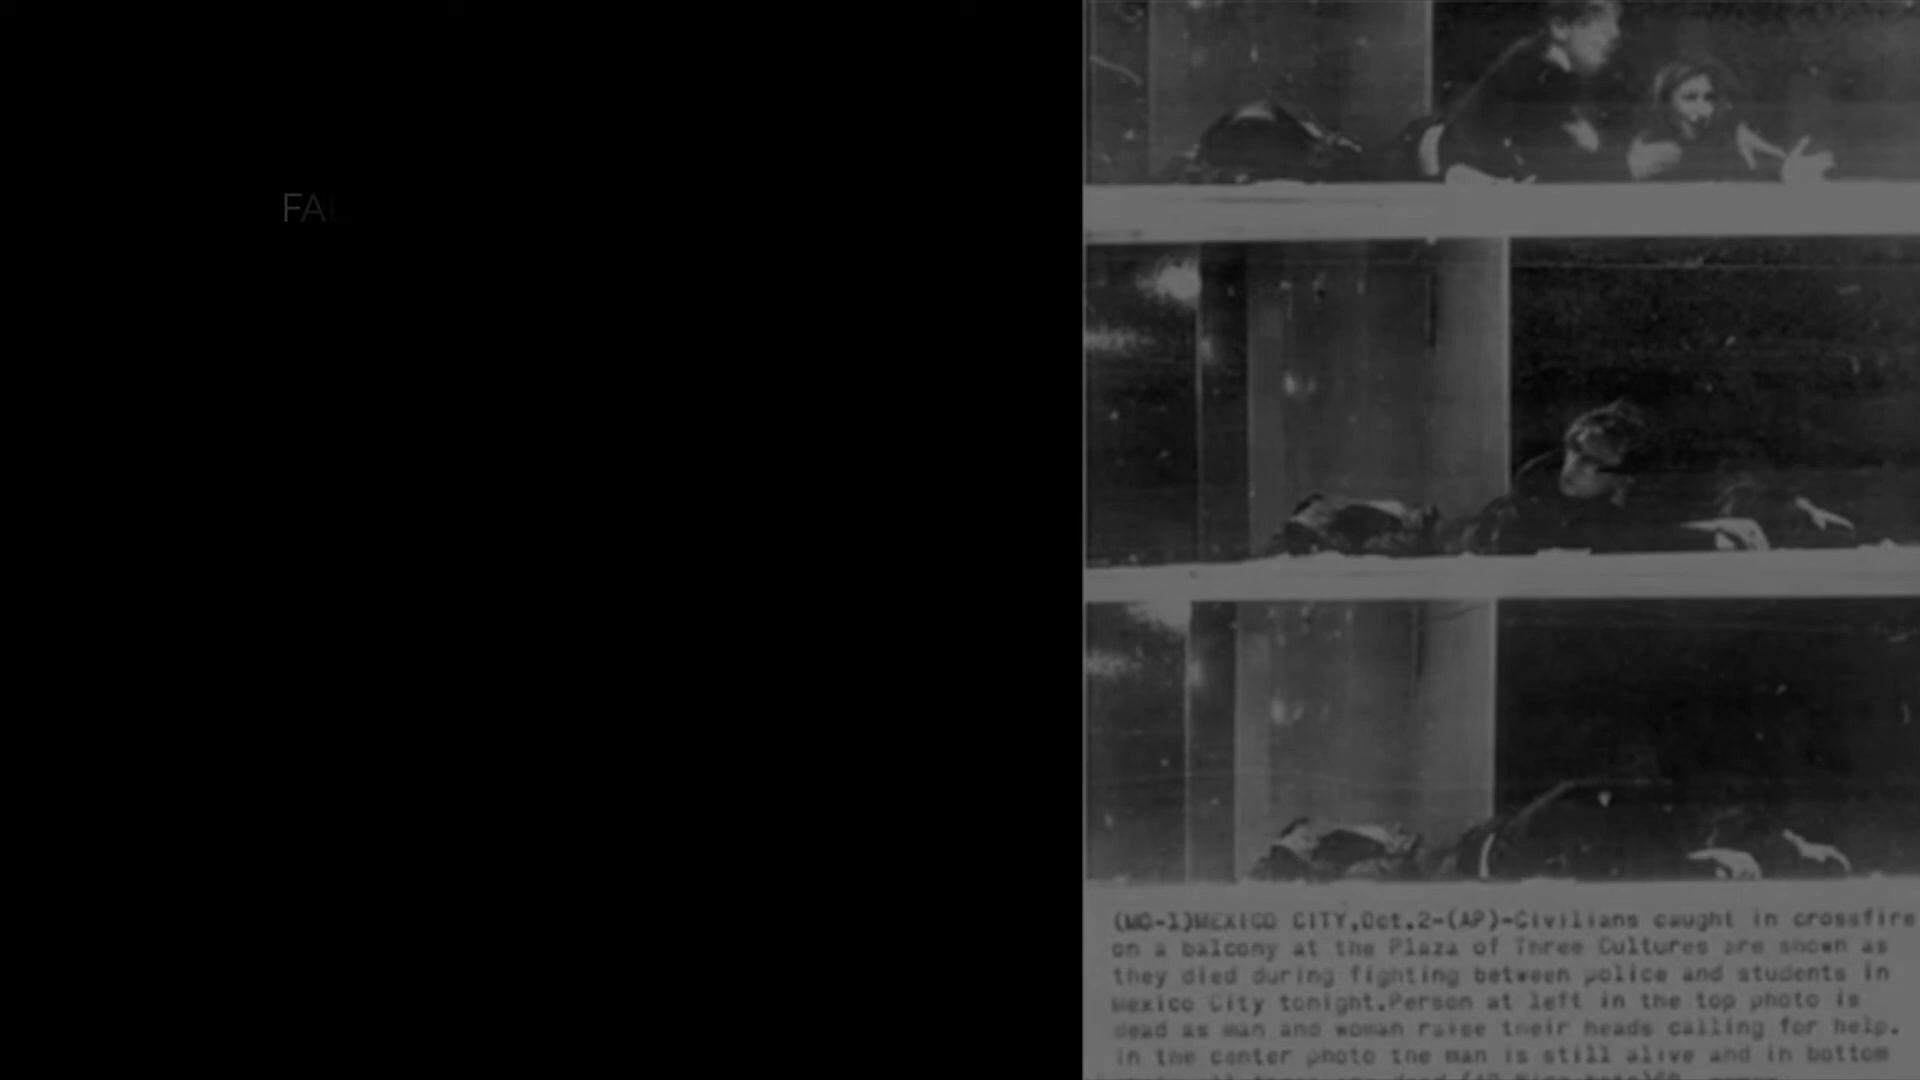 FAL
(MC-1)MEXICO CITY,Oct.2-(AP)-Civilians caught in crossfire
on a balcony at the Plaza of Three Cultures are shown as
they died during fighting between police and students in
Mexico City tonight.Person at left in the top photo is
dead as man and woman raise their heads calling for help.
In the center photo the man is still alive and in bottom